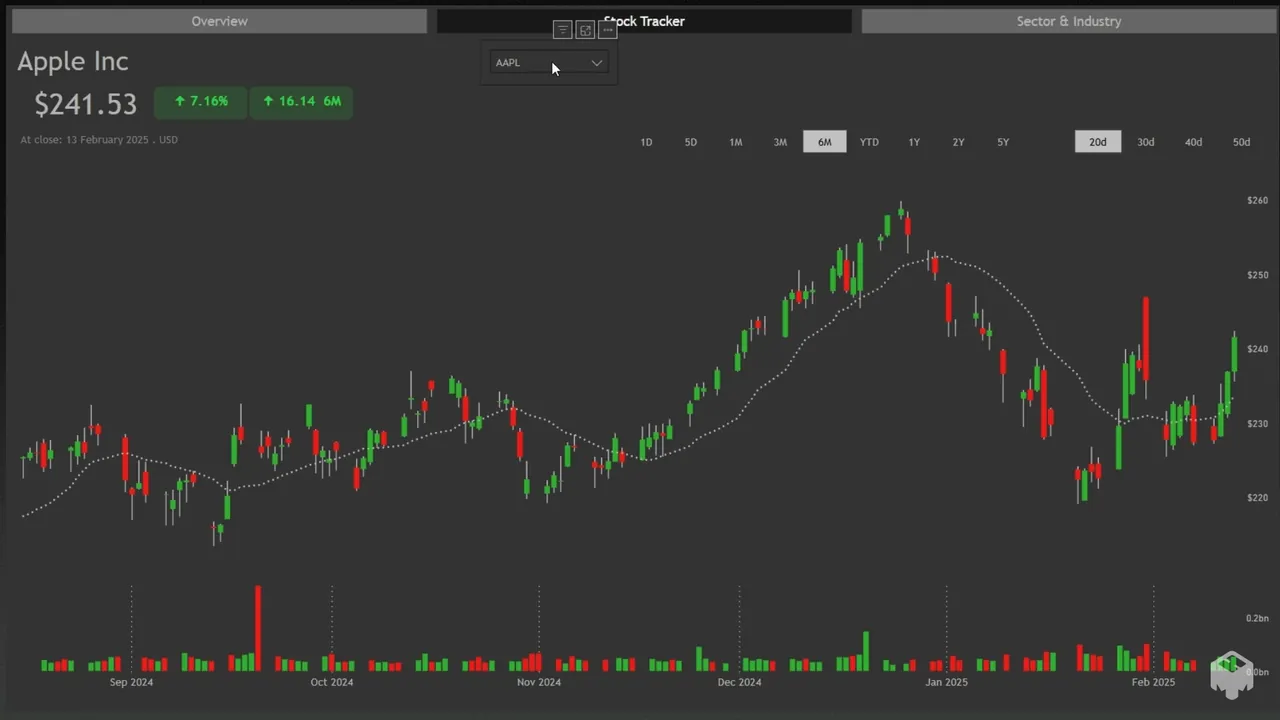 Overview
Stock Tracker
Sector & Industry
Apple Inc
AAPL
$241.53
7.16%
16.14 6M
At close: 13 February 2025 . USD
1D 5D 1M 3M 6M YTD 1Y 2Y 5Y 20d 30d 40d 50d
$260
$250
$240
$230
$220
0.2bn
0.0bn
Sep 2024 Oct 2024 Nov 2024 Dec 2024 Jan 2025 Feb 2025